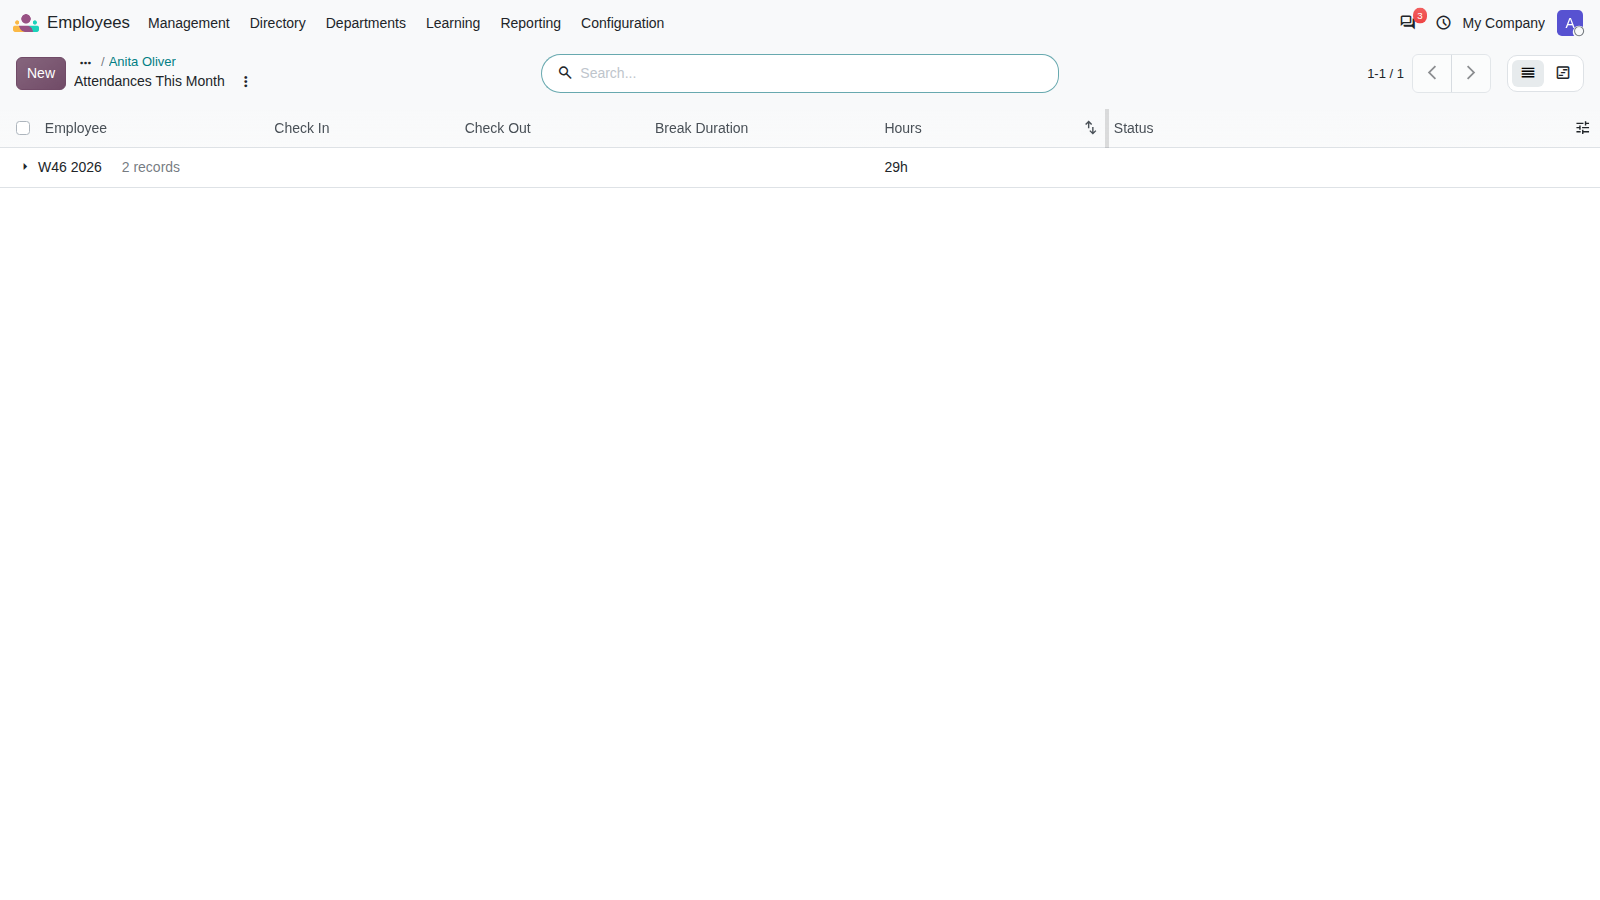 Employees Management Directory Departments Learning Reporting Configuration 3 My Company A
New ... / Anita Oliver
Attendances This Month
Search...
1-1 / 1
Employee Check In Check Out Break Duration Hours Status
W46 2026 2 records 29h